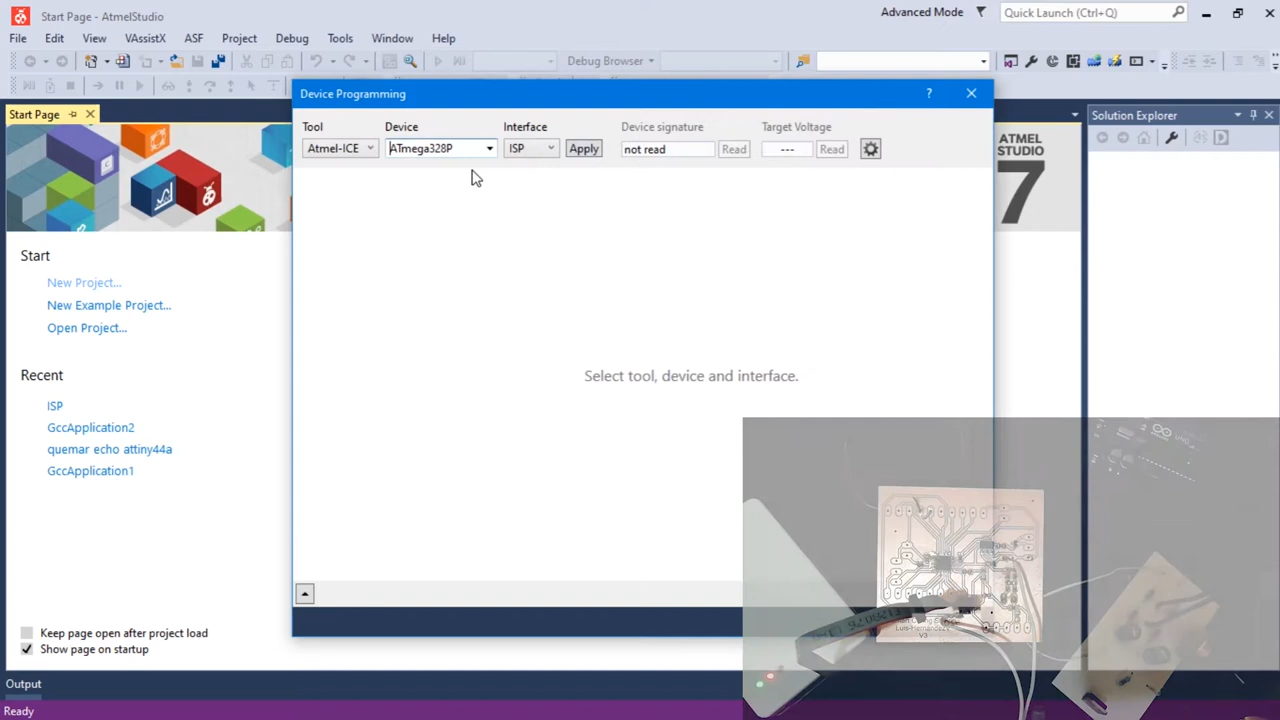 Start Page - AtmelStudio
Advanced Mode
Quick Launch (Ctrl+Q)
File Edit View VAssistX ASF Project Debug Tools Window Help
Debug Browser
Start Page
Device Programming
?
Solution Explorer
Tool Device Interface Device signature Target Voltage
Atmel-ICE ATmega328P ISP Apply not read Read --- Read
ATMEL
STUDIO
7
Start
New Project...
New Example Project...
Open Project...
Select tool, device and interface.
Recent
ISP
GccApplication2
quemar echo attiny44a
GccApplication1
Luis-Hernandez
V3
Keep page open after project load
Show page on startup
Output
Ready